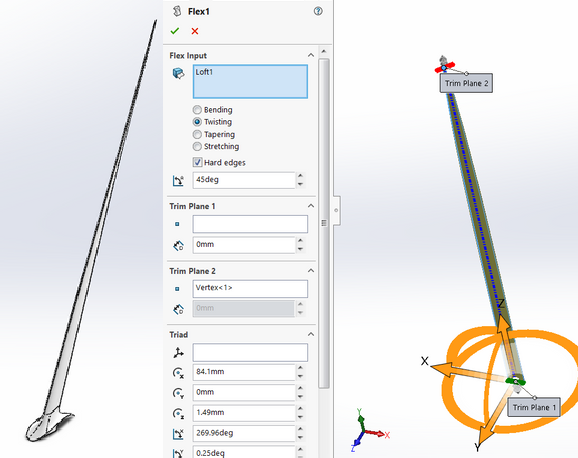 Flex1
Flex Input
Loft1
Bending
Twisting
Tapering
Stretching
Hard edges
45deg
Trim Plane 1
0mm
Trim Plane 2
Vertex<1>
0mm
Triad
84.1mm
0mm
1.49mm
269.96deg
0.25deg
Trim Plane 2
Z
X
Trim Plane 1
Y
Y
X
Z